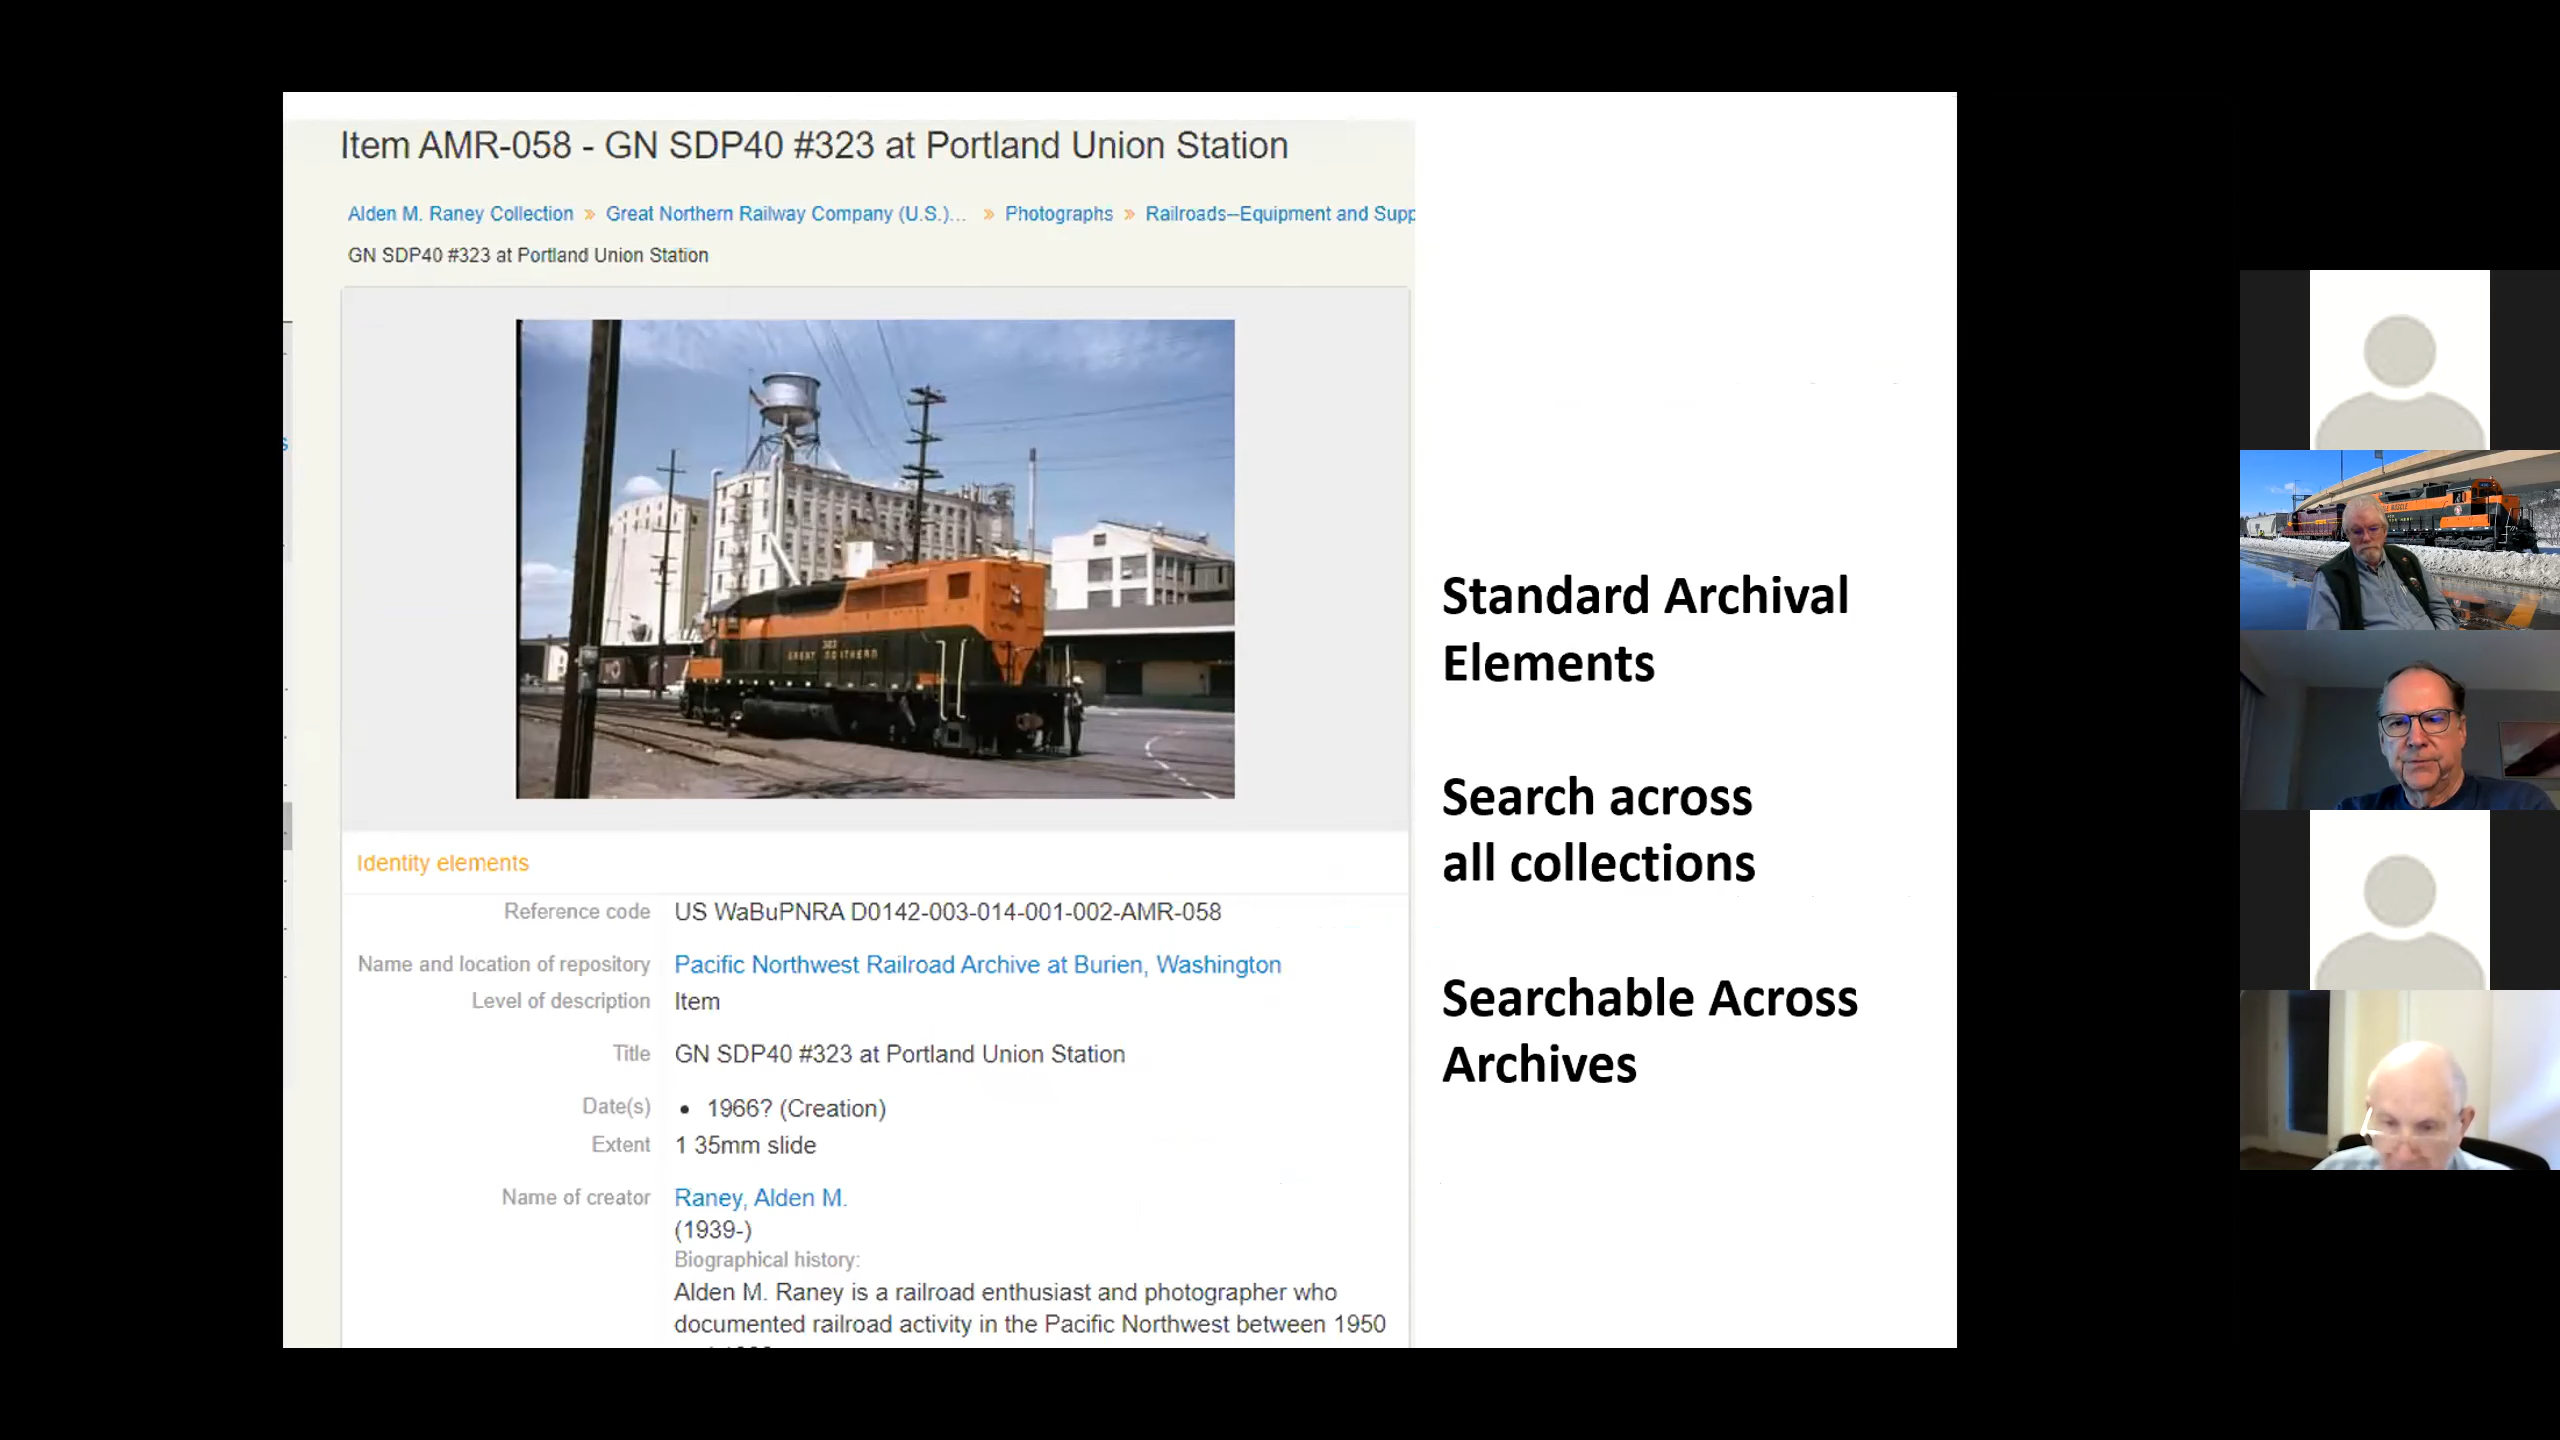 Item AMR-058 - GN SDP40 #323 at Portland Union Station
Alden M. Raney Collection » Great Northern Railway Company (U.S.)... » Photographs » Railroads--Equipment and Supp
GN SDP40 #323 at Portland Union Station
GREAT NORTHERN
Identity elements
Reference code US WaBuPNRA D0142-003-014-001-002-AMR-058
Name and location of repository Pacific Northwest Railroad Archive at Burien, Washington
Level of description Item
Title GN SDP40 #323 at Portland Union Station
Date(s) • 1966? (Creation)
Extent 1 35mm slide
Name of creator Raney, Alden M.
(1939-)
Biographical history:
Alden M. Raney is a railroad enthusiast and photographer who
documented railroad activity in the Pacific Northwest between 1950
Standard Archival
Elements
Search across
all collections
Searchable Across
Archives